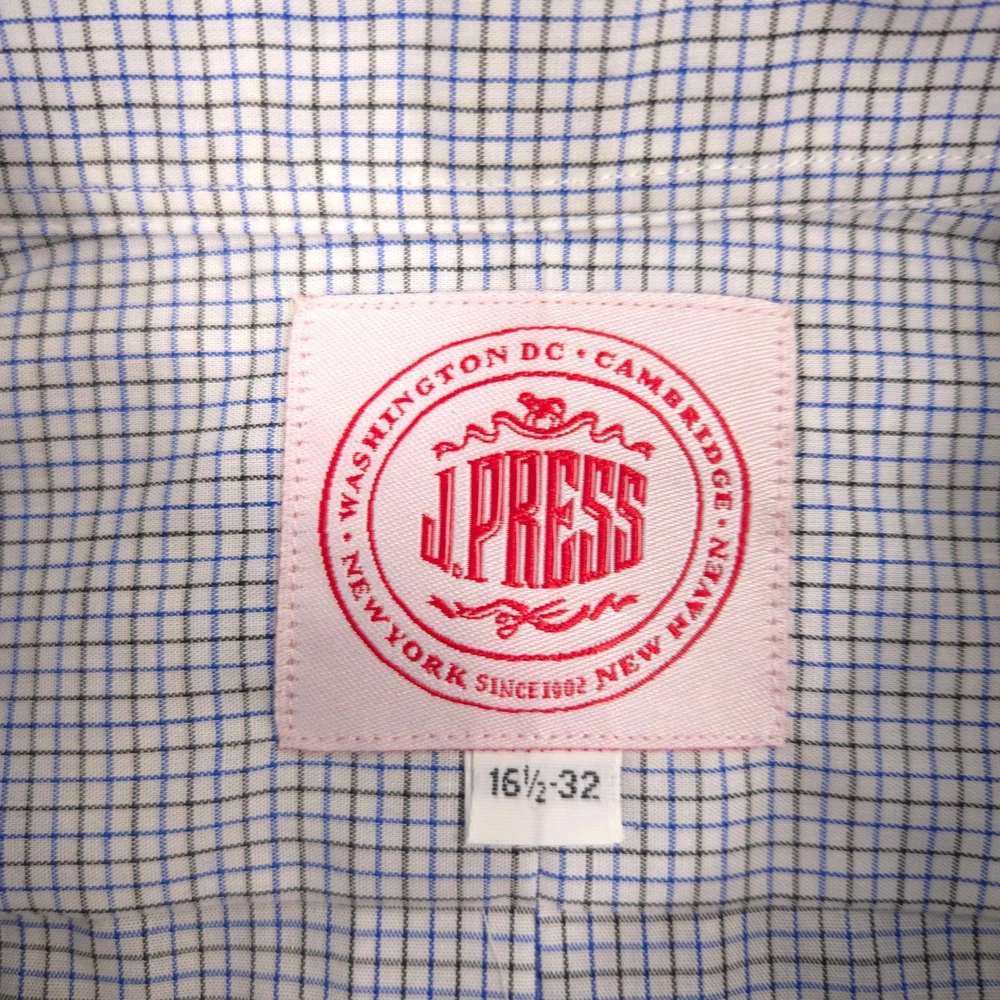 WASHINGTON DC • CAMBRIDGE • NEW HAVEN
SINCE 1902
• NEW YORK •
J. PRESS
16½-32